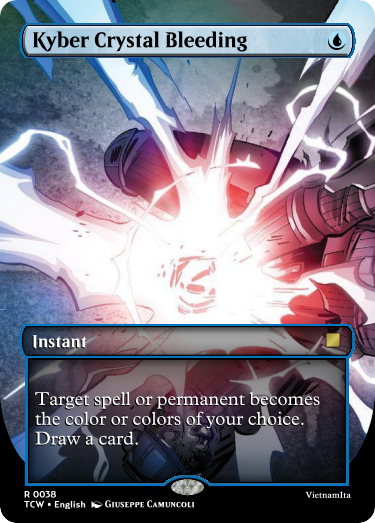 Kyber Crystal Bleeding
Instant
Target spell or permanent becomes
the color or colors of your choice.
Draw a card.
R 0038
TCW • English GIUSEPPE CAMUNCOLI
VietnamIta